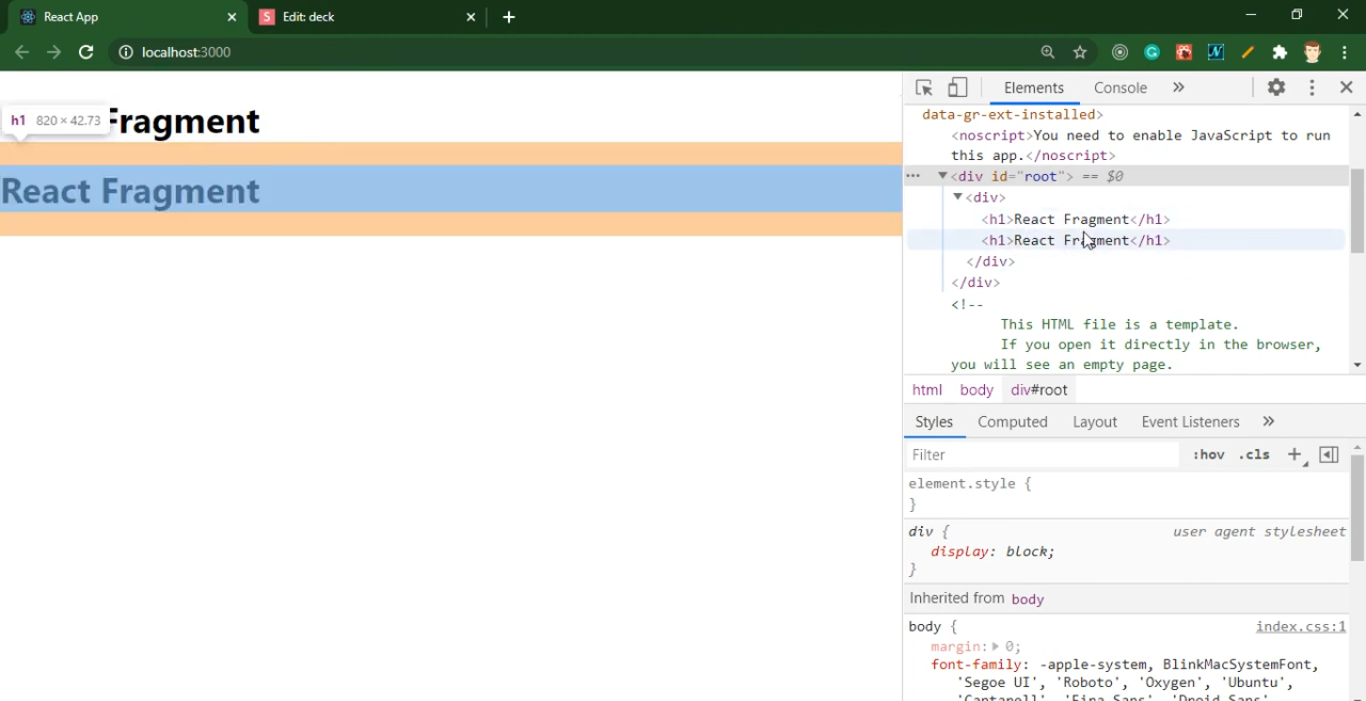 React App
Edit: deck
localhost:3000
h1 820 × 42.73
Fragment
React Fragment
Elements
Console
data-gr-ext-installed>
<noscript>You need to enable JavaScript to run
this app.</noscript>
<div id="root"> == $0
<div>
<h1>React Fragment</h1>
<h1>React Fragment</h1>
</div>
</div>
<!--
This HTML file is a template.
If you open it directly in the browser,
you will see an empty page.
html body div#root
Styles Computed Layout Event Listeners
Filter
:hov .cls
element.style {
}
div {
user agent stylesheet
display: block;
}
Inherited from body
body {
index.css:1
margin: 0;
font-family: -apple-system, BlinkMacSystemFont,
'Segoe UI', 'Roboto', 'Oxygen', 'Ubuntu',